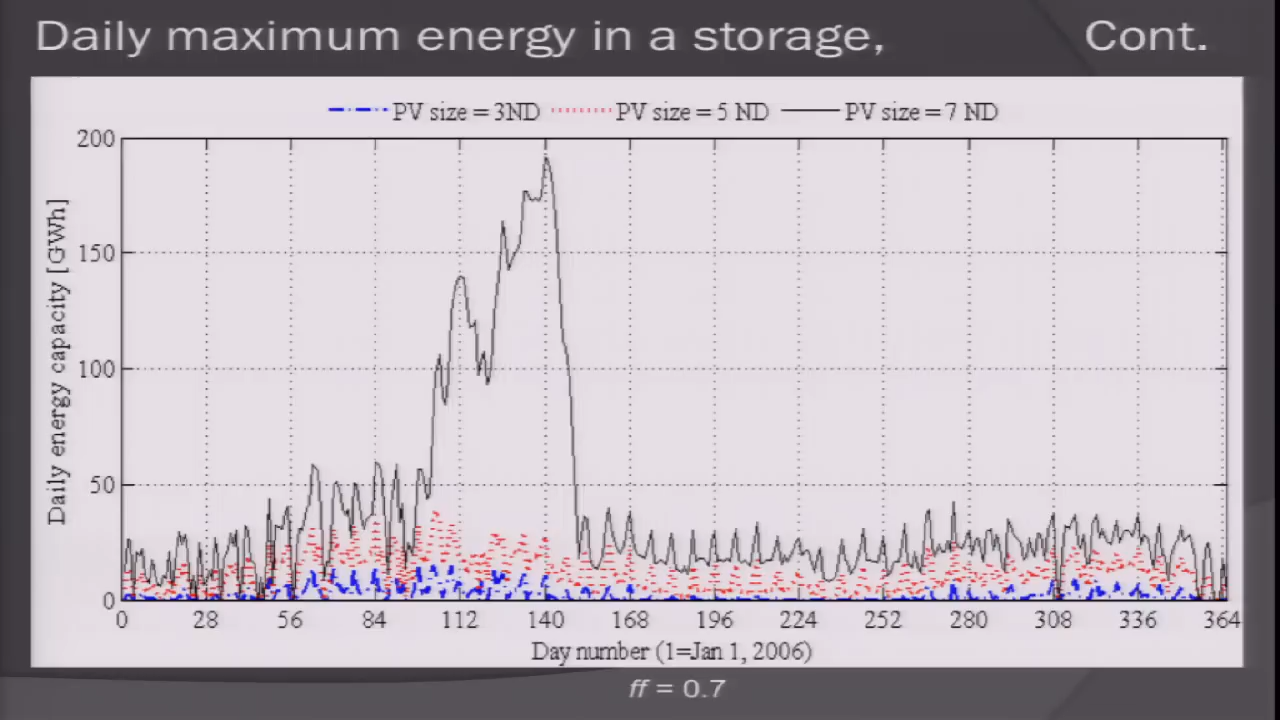 Daily maximum energy in a storage, Cont.
PV size = 3ND PV size = 5 ND PV size = 7 ND
200
150
100
50
0
Daily energy capacity [GWh]
0 28 56 84 112 140 168 196 224 252 280 308 336 364
Day number (1=Jan 1, 2006)
ff = 0.7